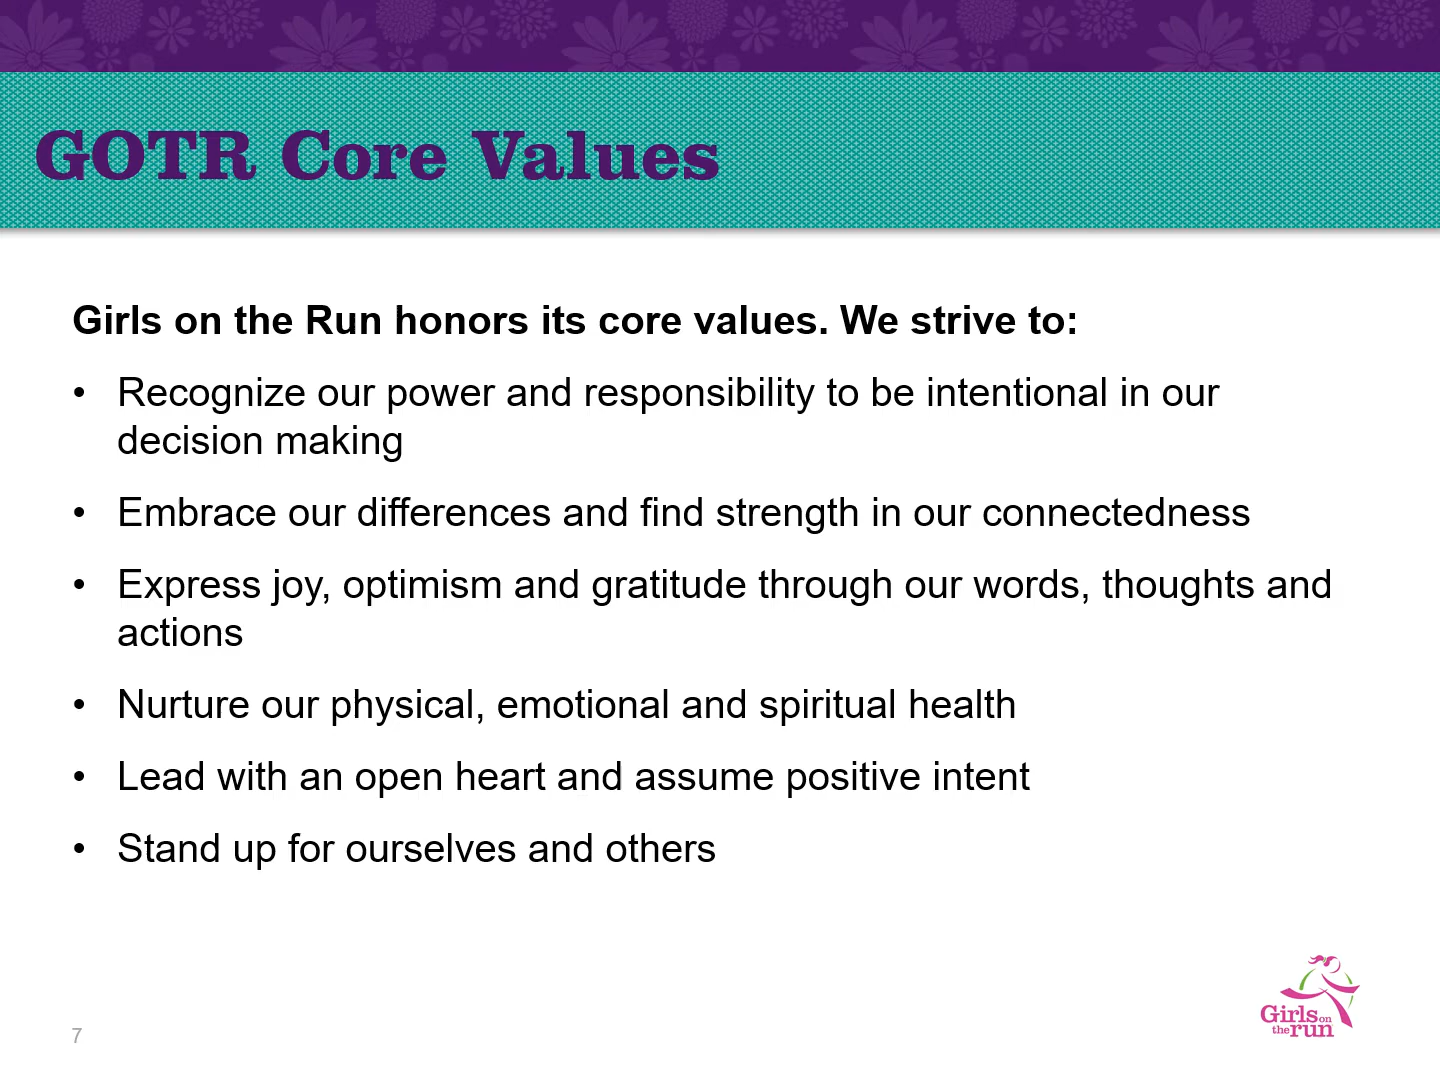 GOTR Core Values
Girls on the Run honors its core values. We strive to:
• Recognize our power and responsibility to be intentional in our
decision making
• Embrace our differences and find strength in our connectedness
• Express joy, optimism and gratitude through our words, thoughts and
actions
• Nurture our physical, emotional and spiritual health
• Lead with an open heart and assume positive intent
• Stand up for ourselves and others
Girls on
the run
7